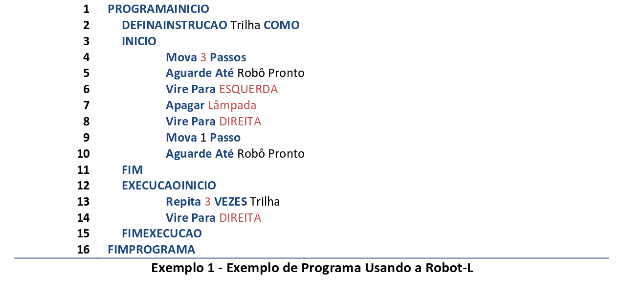 1 PROGRAMAINICIO
2 DEFINAINSTRUCAO Trilha COMO
3 INICIO
4 Mova 3 Passos
5 Aguarde Até Robô Pronto
6 Vire Para ESQUERDA
7 Apagar Lâmpada
8 Vire Para DIREITA
9 Mova 1 Passo
10 Aguarde Até Robô Pronto
11 FIM
12 EXECUCAOINICIO
13 Repita 3 VEZES Trilha
14 Vire Para DIREITA
15 FIMEXECUCAO
16 FIMPROGRAMA
Exemplo 1 - Exemplo de Programa Usando a Robot-L